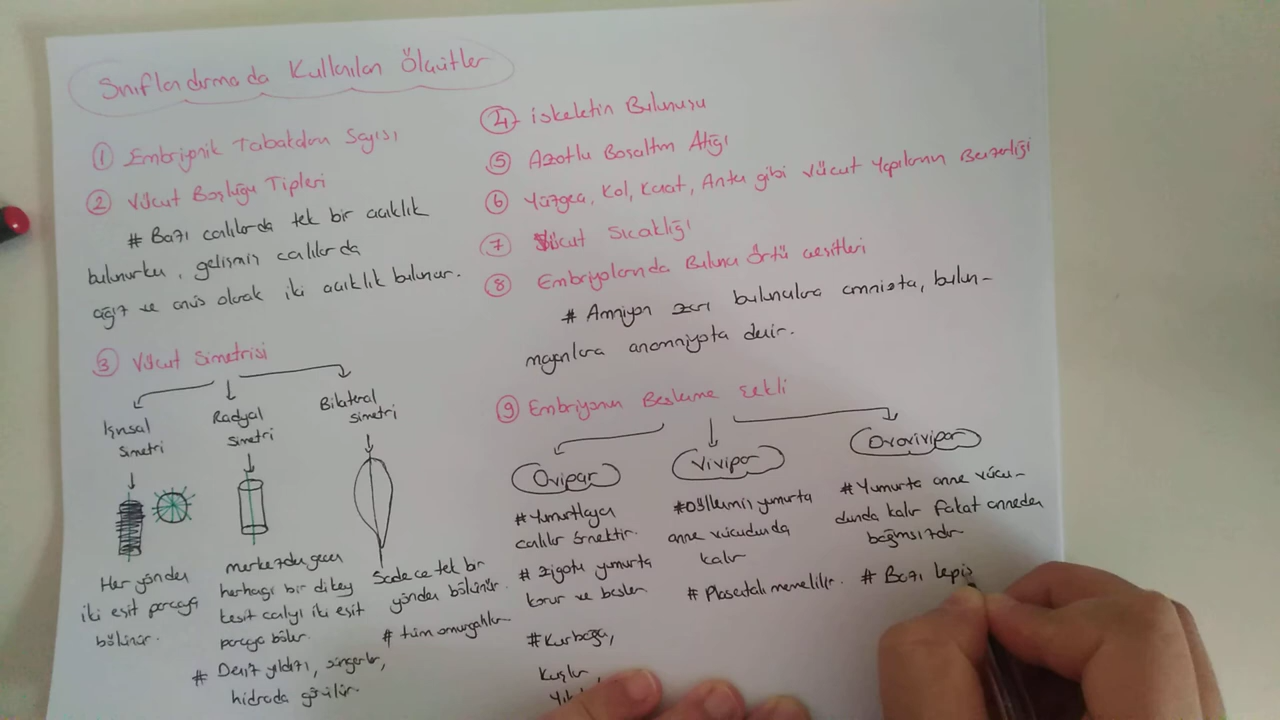 Sınıflandırmada Kullanılan Ölçütler
① Embriyonik Tabakaların Sayısı
② Vücut Boşluğu Tipleri
# Bazı canlılarda tek bir açıklık
bulunurken, gelişmiş canlılarda
ağız ve anüs olarak iki açıklık bulunur.
③ Vücut Simetrisi
Işınsal
Simetri
Her yönden
iki eşit parçaya
bölünür.
Radyal
Simetri
merkezden geçen
herhangi bir dikey
kesit canlıyı iki eşit
parçaya böler.
# Deniz yıldızı, süngerler,
hidrada görülür.
Bilateral
simetri
Sadece tek bir
yönden bölünür.
# tüm omurgalılar
④ İskeletin Bulunuşu
⑤ Azotlu Boşaltım Atığı
⑥ Yüzgeç, Kol, Kanat, Anten gibi Vücut Yapılarının Benzerliği
⑦ Vücut Sıcaklığı
⑧ Embriyolarında Bulunan Örtü çeşitleri
# Amniyon zarı bulunanlara amniota, bulun-
mayanlara anamniyota denir.
⑨ Embriyonun Beslenme Şekli
Ovipar
# Yumurtlayan
canlılar örnektir.
# zigotu yumurta
korur ve besler
# Kurbağa,
Kuşlar
Vivipar
# Döllenmiş yumurta
anne vücudunda
kalır
# Plasentalı memeliler.
Ovovivipar
# Yumurta anne vücu-
dunda kalır fakat anneden
bağımsızdır
# Bazı lepis